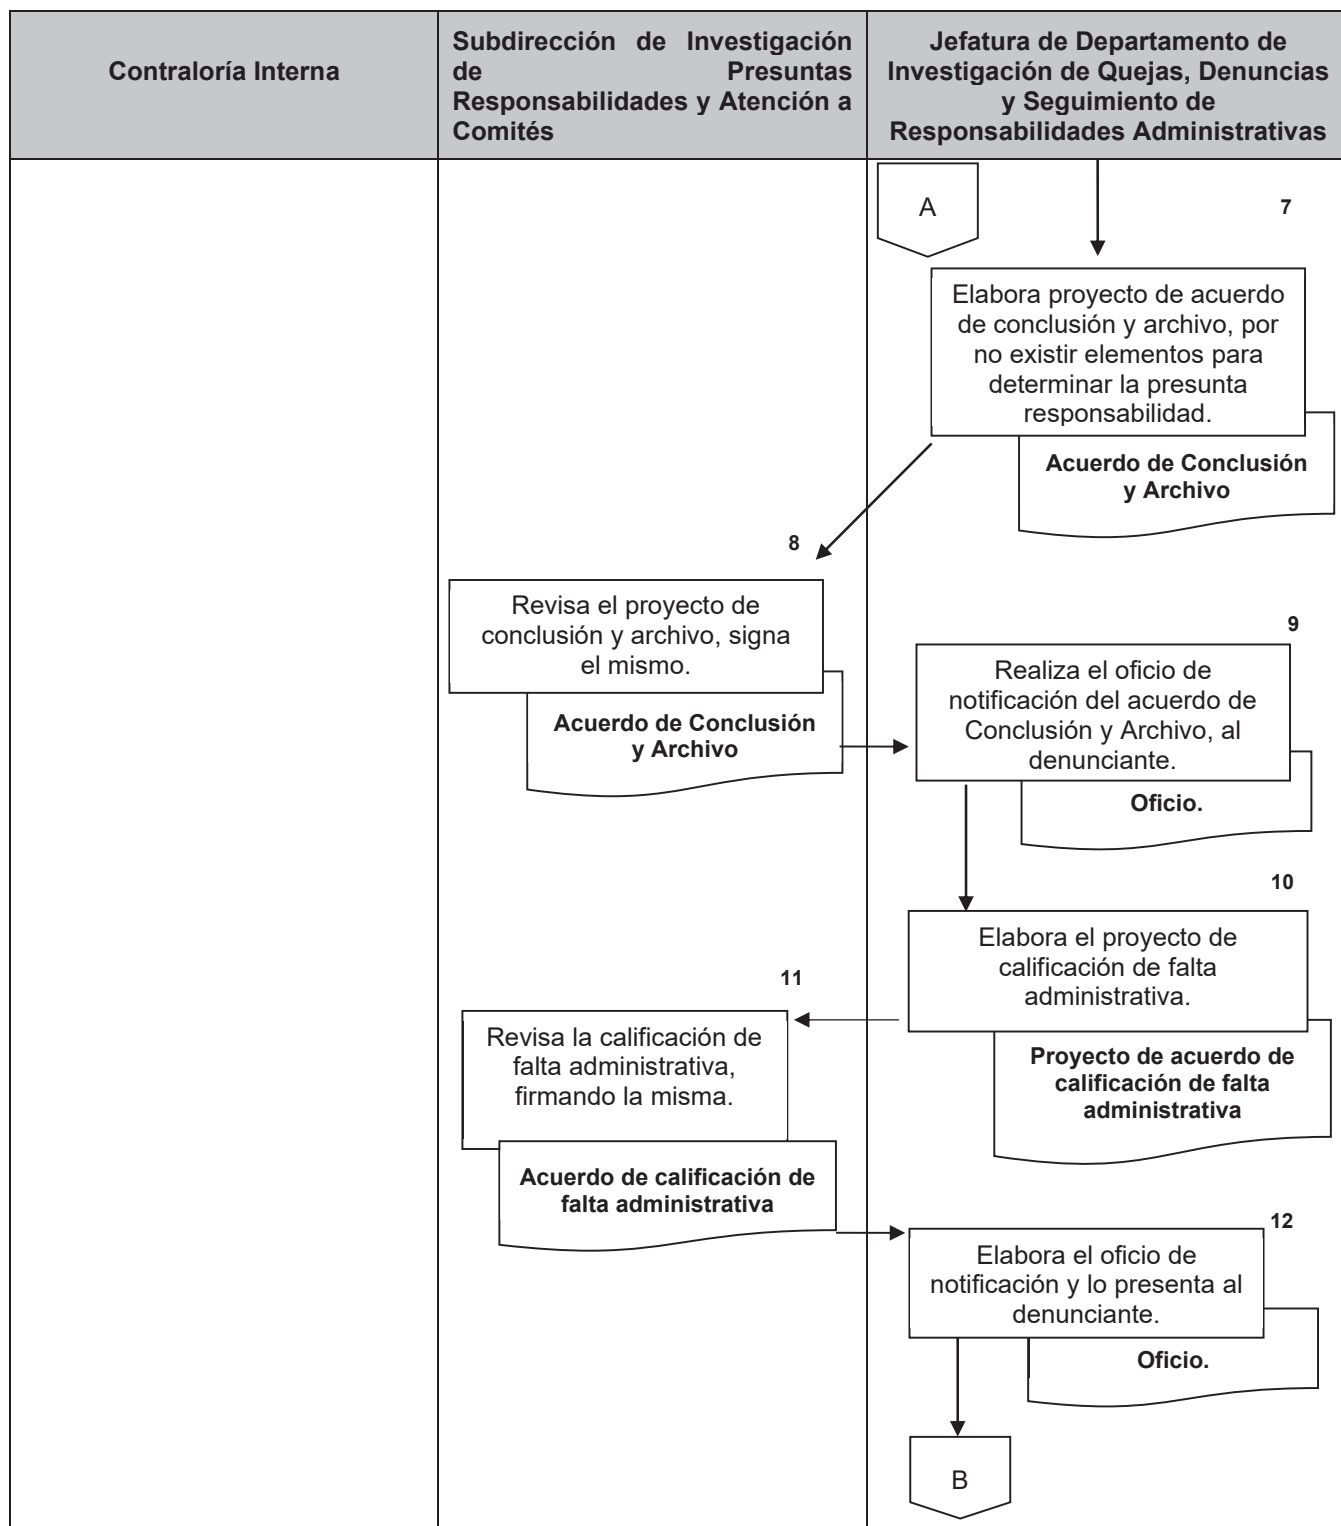 Contraloría Interna
Subdirección de Investigación
de Presuntas
Responsabilidades y Atención a
Comités
Jefatura de Departamento de
Investigación de Quejas, Denuncias
y Seguimiento de
Responsabilidades Administrativas
A
7
Elabora proyecto de acuerdo
de conclusión y archivo, por
no existir elementos para
determinar la presunta
responsabilidad.
Acuerdo de Conclusión
y Archivo
8
Revisa el proyecto de
conclusión y archivo, signa
el mismo.
Acuerdo de Conclusión
y Archivo
9
Realiza el oficio de
notificación del acuerdo de
Conclusión y Archivo, al
denunciante.
Oficio.
10
Elabora el proyecto de
calificación de falta
administrativa.
Proyecto de acuerdo de
calificación de falta
administrativa
11
Revisa la calificación de
falta administrativa,
firmando la misma.
Acuerdo de calificación de
falta administrativa
12
Elabora el oficio de
notificación y lo presenta al
denunciante.
Oficio.
B